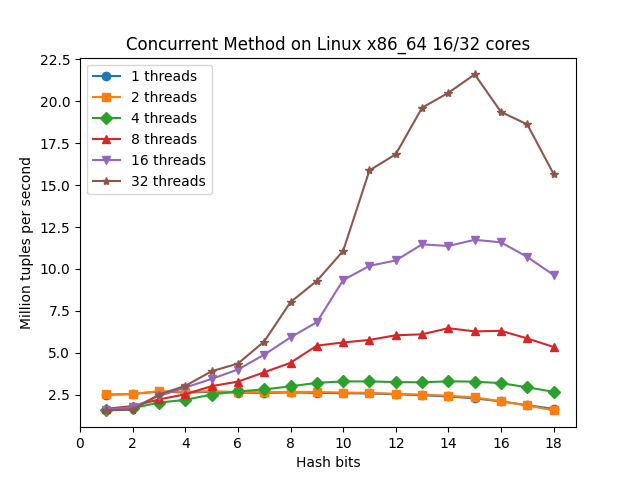 Concurrent Method on Linux x86_64 16/32 cores
22.5
20.0
17.5
15.0
12.5
10.0
7.5
5.0
2.5
Million tuples per second
1 threads
2 threads
4 threads
8 threads
16 threads
32 threads
0 2 4 6 8 10 12 14 16 18
Hash bits